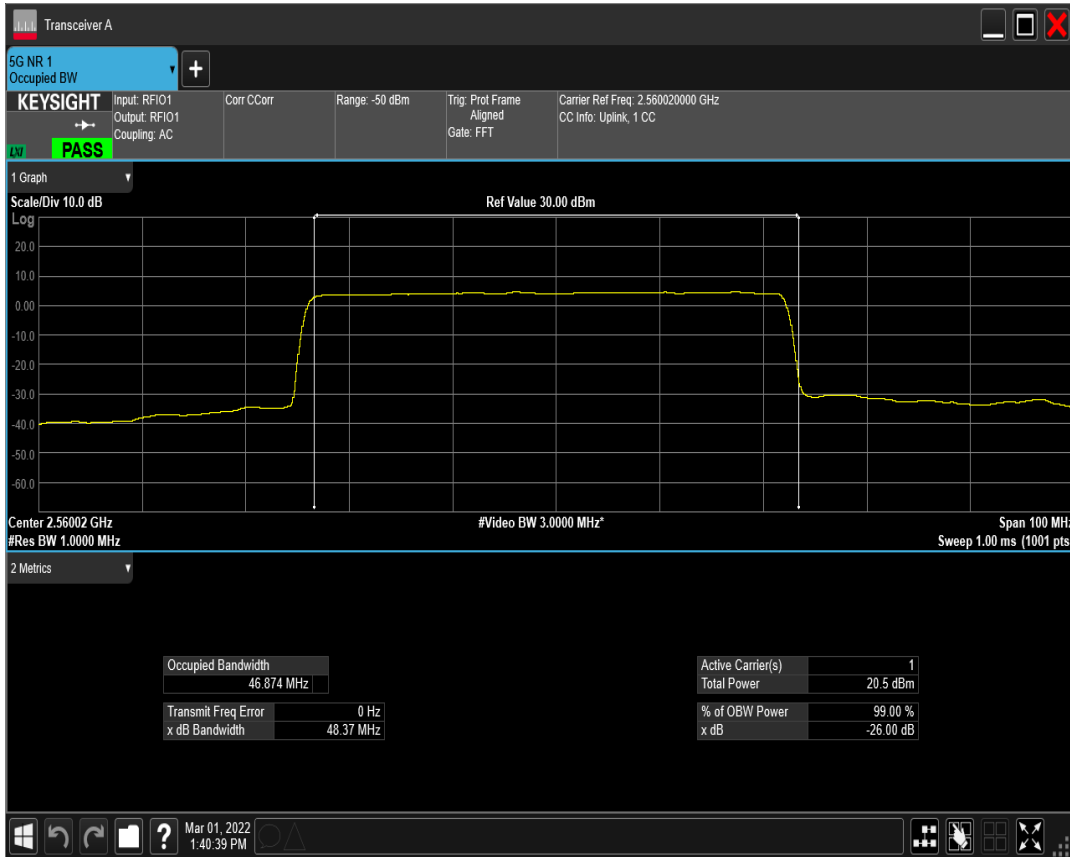 Transceiver A
5G NR 1
Occupied BW
+
KEYSIGHT
LXI
PASS
Input: RFIO1
Output: RFIO1
Coupling: AC
Corr CCorr
Range: -50 dBm
Trig: Prot Frame
Aligned
Gate: FFT
Carrier Ref Freq: 2.560020000 GHz
CC Info: Uplink, 1 CC
1 Graph
Scale/Div 10.0 dB
Ref Value 30.00 dBm
Log
20.0
10.0
0.00
-10.0
-20.0
-30.0
-40.0
-50.0
-60.0
Center 2.56002 GHz
#Video BW 3.0000 MHz*
Span 100 MHz
#Res BW 1.0000 MHz
Sweep 1.00 ms (1001 pts
2 Metrics
Occupied Bandwidth
46.874 MHz
Transmit Freq Error 0 Hz
x dB Bandwidth 48.37 MHz
Active Carrier(s) 1
Total Power 20.5 dBm
% of OBW Power 99.00 %
x dB -26.00 dB
?
Mar 01, 2022
1:40:39 PM